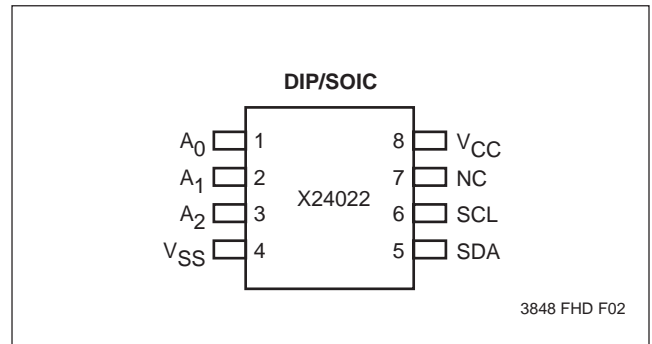 DIP/SOIC
A0 1 8 VCC
A1 2 7 NC
X24022
A2 3 6 SCL
VSS 4 5 SDA
3848 FHD F02